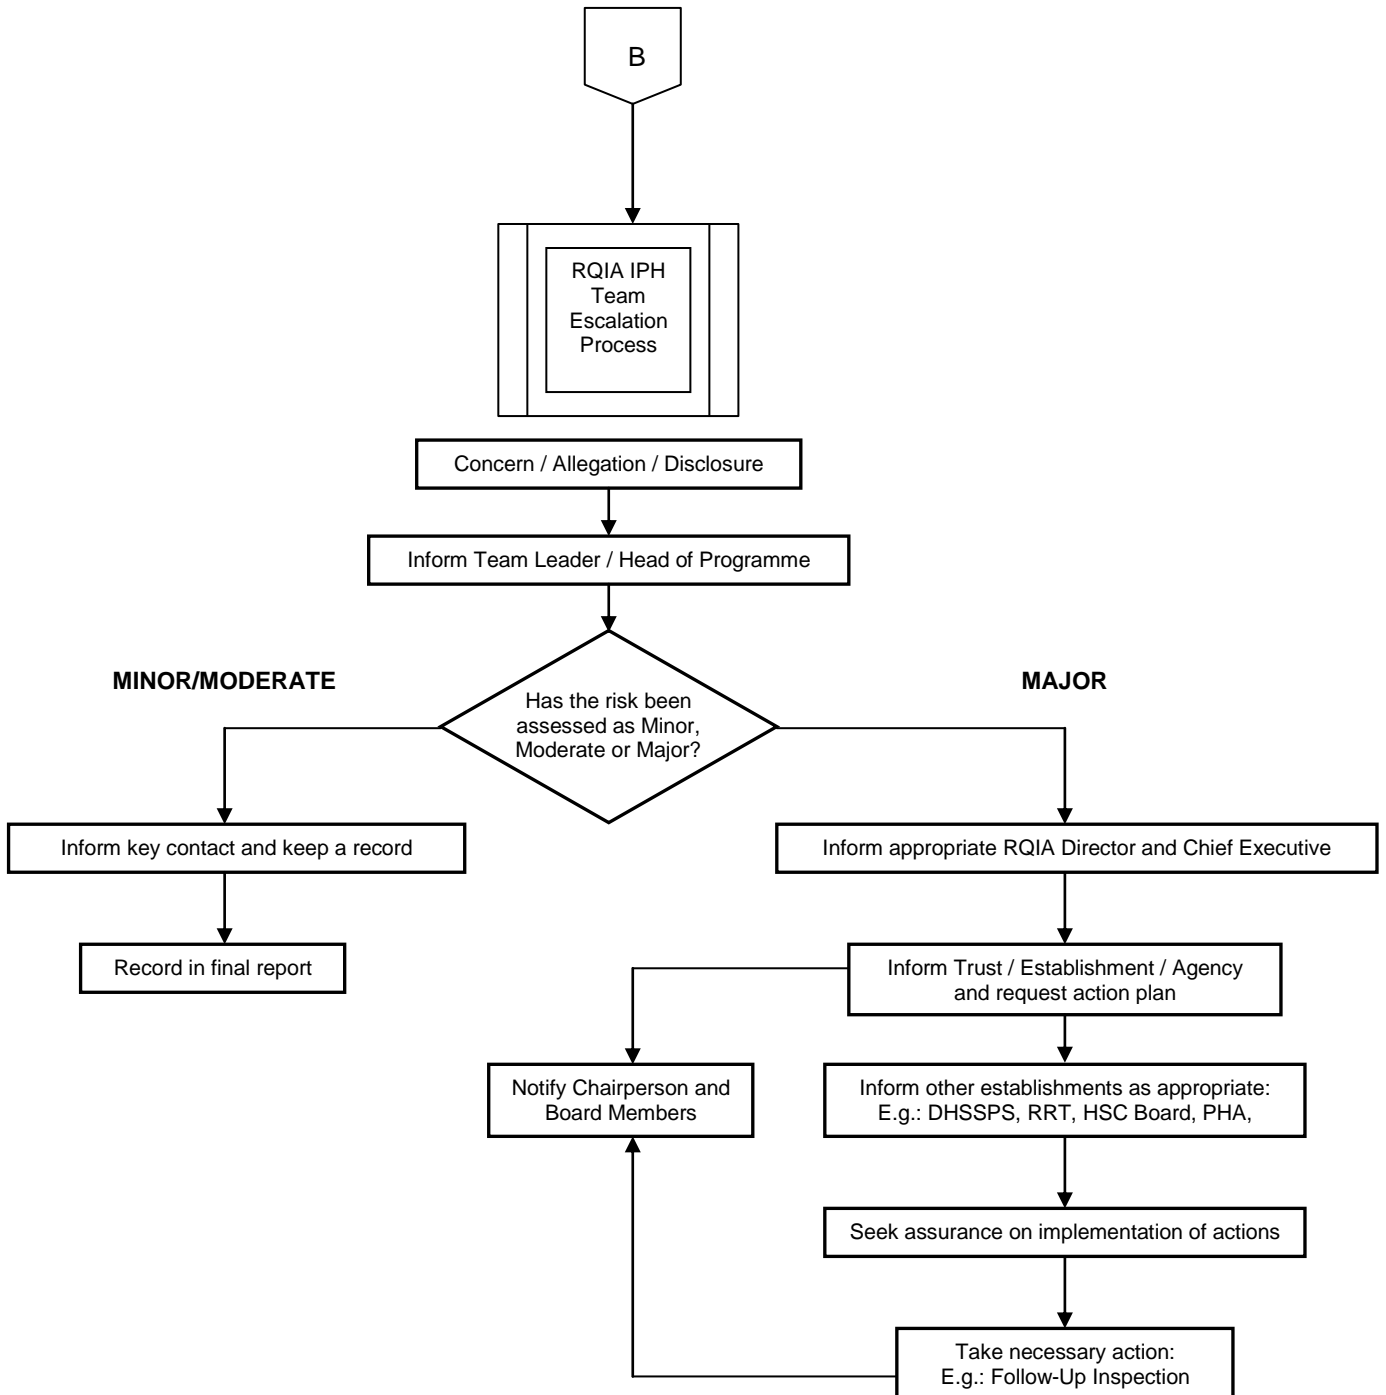 B
RQIA IPH
Team
Escalation
Process
Concern / Allegation / Disclosure
Inform Team Leader / Head of Programme
MINOR/MODERATE
MAJOR
Has the risk been
assessed as Minor,
Moderate or Major?
Inform key contact and keep a record
Inform appropriate RQIA Director and Chief Executive
Record in final report
Inform Trust / Establishment / Agency
and request action plan
Notify Chairperson and
Board Members
Inform other establishments as appropriate:
E.g.: DHSSPS, RRT, HSC Board, PHA,
Seek assurance on implementation of actions
Take necessary action:
E.g.: Follow-Up Inspection